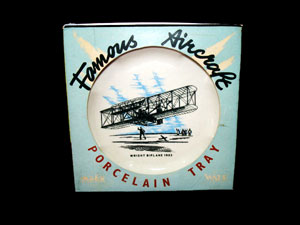 Famous Aircraft
WRIGHT BIPLANE 1903
PORCELAIN TRAY